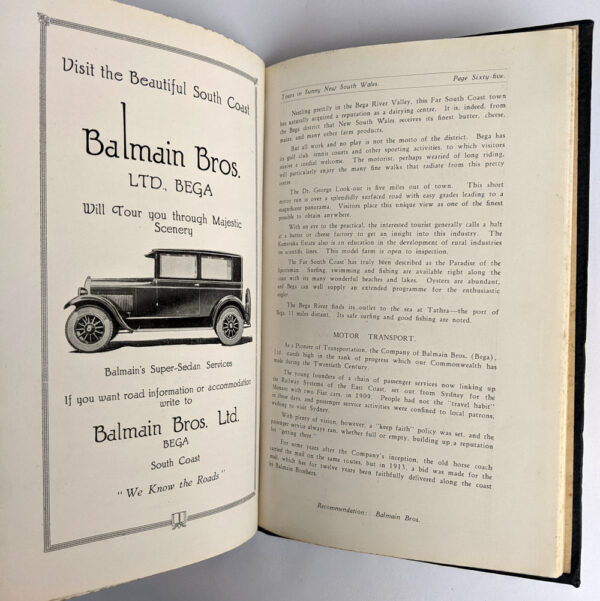 Visit the Beautiful South Coast
Balmain Bros.
LTD., BEGA
Will Tour you through Majestic
Scenery
Balmain's Super-Sedan Services
If you want road information or accommodation
write to
Balmain Bros. Ltd.
BEGA
South Coast
"We Know the Roads"
Tours in Sunny New South Wales. Page Sixty-five.
Nestling prettily in the Bega River Valley, this Far South Coast town
has naturally acquired a reputation as a dairying centre. It is, indeed, from
the Bega district that New South Wales receives its finest butter, cheese,
maize, and many other farm products.
But all work and no play is not the motto of the district. Bega has
its golf club, tennis courts and other sporting activities, to which visitors
receive a cordial welcome. The motorist, perhaps wearied of long riding,
will particularly enjoy the many fine walks that radiate from this pretty
centre.
The Dr. George Look-out is five miles out of town. This short
motor run is over a splendidly surfaced road with easy grades leading to a
magnificent panorama. Visitors place this unique view as one of the finest
possible to obtain anywhere.
With an eye to the practical, the interested tourist generally calls a halt
at a butter or cheese factory to get an insight into this industry. The
Kameruka Estate also is an education in the development of rural industries
on scientific lines. This model farm is open to inspection.
The Far South Coast has truly been described as the Paradise of the
Sportsman. Surfing, swimming and fishing are available right along the
coast with its many wonderful beaches and lakes. Oysters are abundant,
and Bega can well supply an extended programme for the enthusiastic
angler.
The Bega River finds its outlet to the sea at Tathra—the port of
Bega, 11 miles distant. Its safe surfing and good fishing are noted.
MOTOR TRANSPORT.
As a Pioneer of Transportation, the Company of Balmain Bros. (Bega),
Ltd., stands high in the rank of progress which our Commonwealth has
made during the Twentieth Century.
The young founders of a chain of passenger services now linking up
the Railway Systems of the East Coast, set out from Sydney for the
Monaro with two Fiat cars, in 1909. People had not the "travel habit"
in those days, and passenger service activities were confined to local patrons,
wishing to visit Sydney.
With plenty of vision, however, a "keep faith" policy was set, and the
passenger service always ran, whether full or empty, building up a reputation
for "getting there."
For some years after the Company's inception, the old horse coach
carried the mail on the same routes, but in 1913, a bid was made for the
mail, which has for twelve years been faithfully delivered along the coast
by Balmain Brothers.
Recommendation: Balmain Bros.